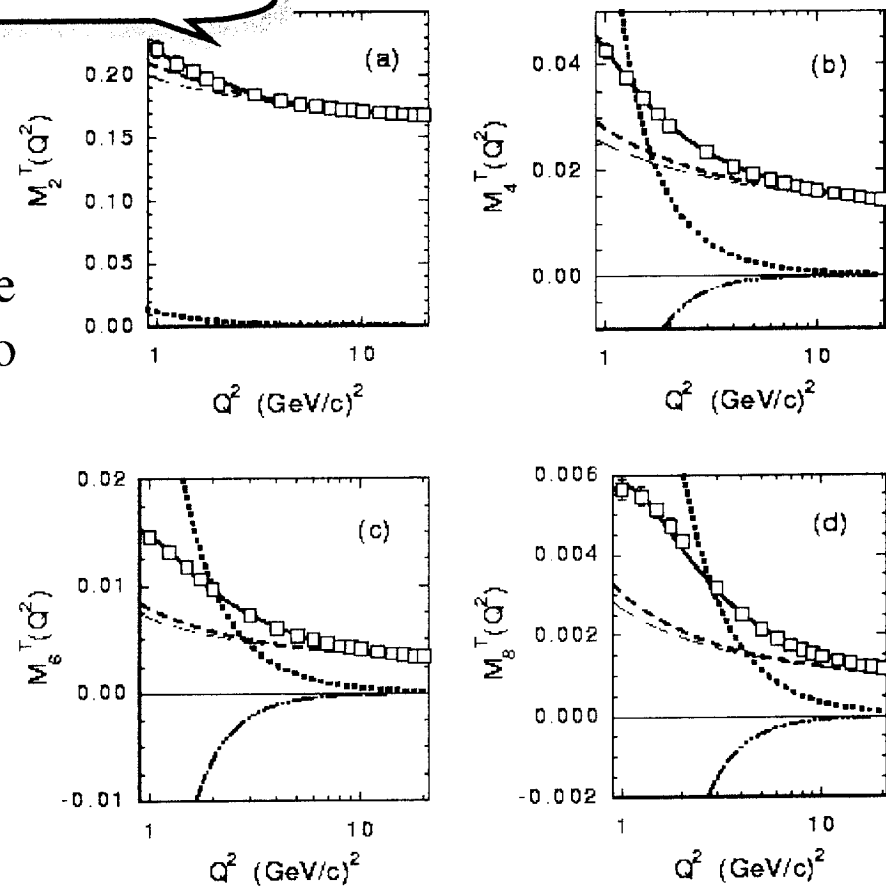 (a)
0.20
0.15
0.10
0.05
0.00
M₂ᵀ(Q²)
1 10
Q² (GeV/c)²
(b)
0.04
0.02
0.00
M₄ᵀ(Q²)
1 10
Q² (GeV/c)²
e
o
(c)
0.02
0.01
0.00
-0.01
M₆ᵀ(Q²)
1 10
Q² (GeV/c)²
(d)
0.006
0.004
0.002
0.000
-0.002
M₈ᵀ(Q²)
1 10
Q² (GeV/c)²